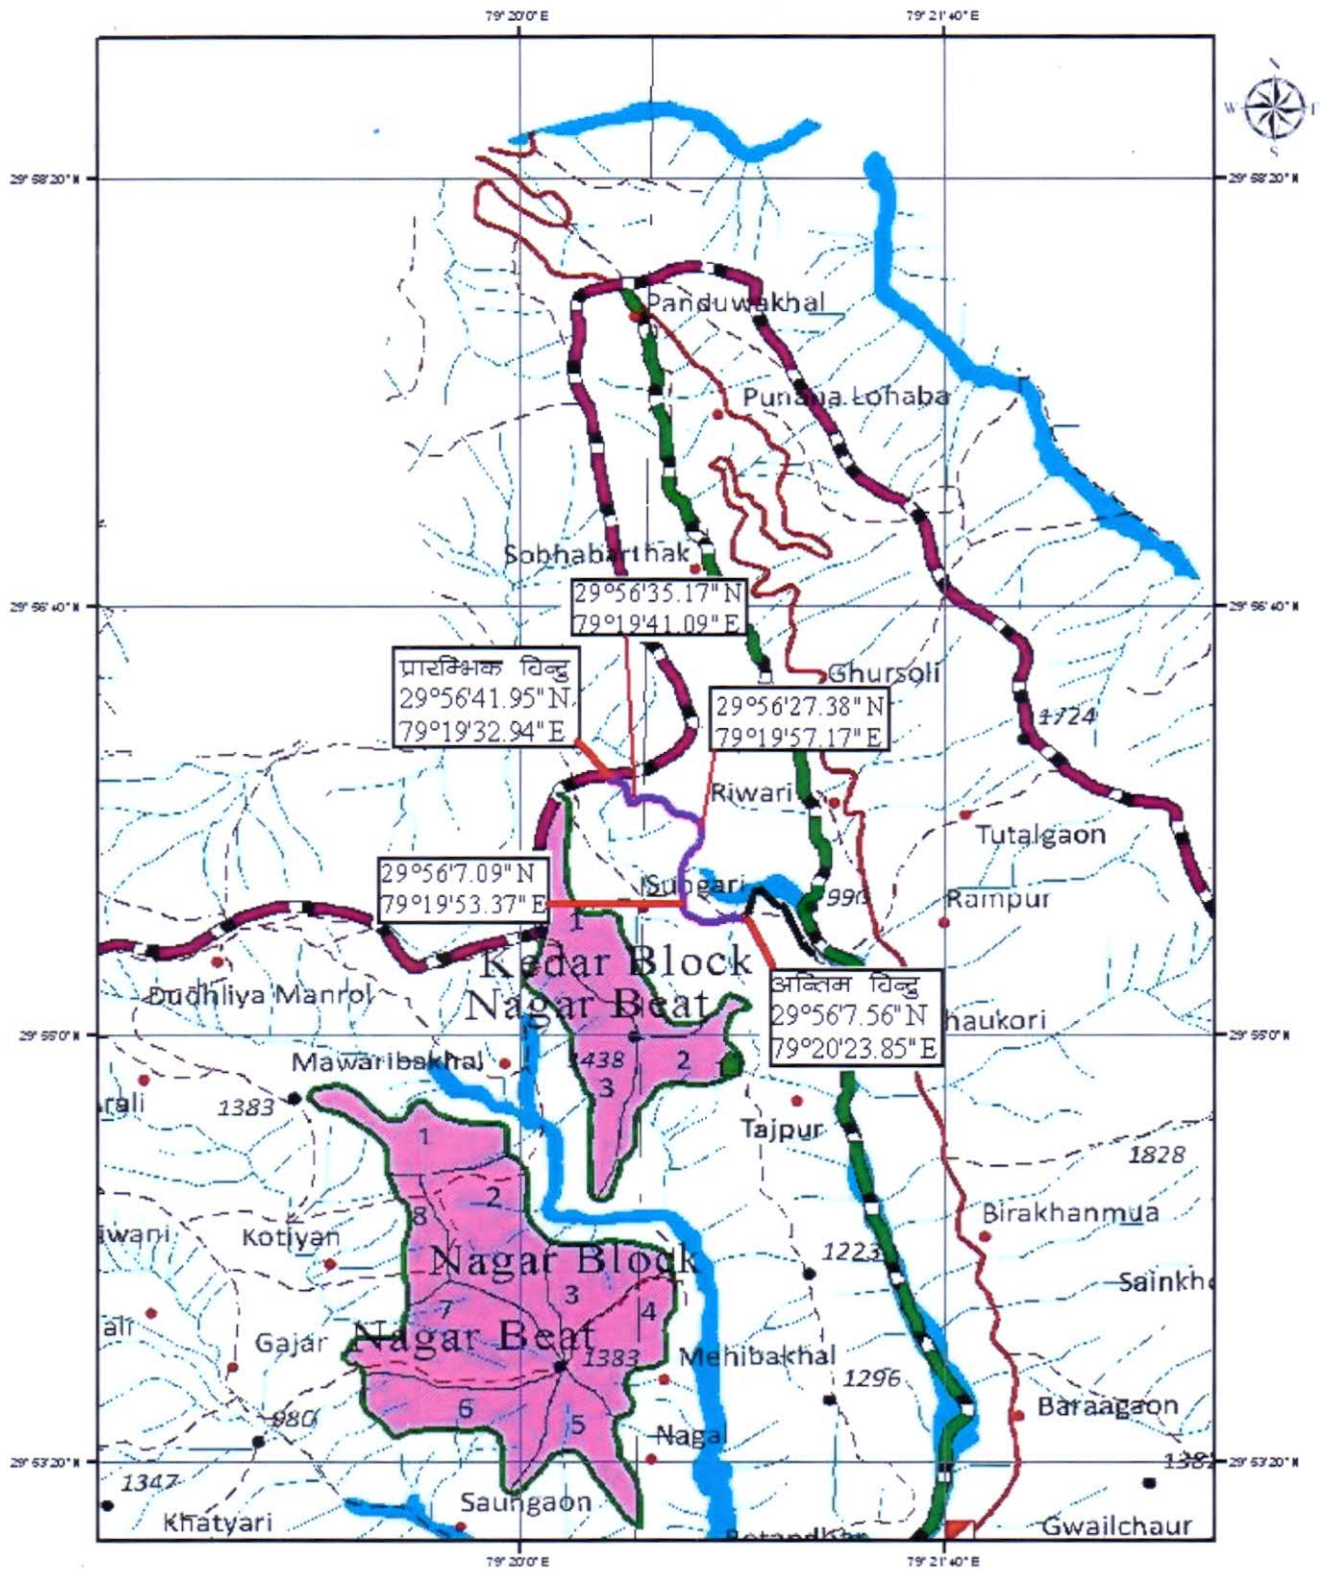 79°20'0"E
79°21'40"E
W
S
29°58'20"N
29°58'20"N
Panduwakhal
Punana Lohaba
Sobhabarthak
29°56'40"N
29°56'40"N
29°56'35.17"N
79°19'41.09"E
प्रारम्भिक विन्दु
29°56'41.95"N
79°19'32.94"E
Ghursoli
29°56'27.38"N
79°19'57.17"E
1724
Riwari
Tutalgaon
29°56'7.09"N
79°19'53.37"E
Sungari
990
Rampur
1
Kedar Block
Nagar Beat
Dudhliya Manrol
अन्तिम विन्दु
29°56'7.56"N
79°20'23.85"E
haukori
29°55'0"N
29°55'0"N
Mawaribakhal
1438
2
3
rali
1383
Tajpur
1
1828
2
8
iwani
Kotiyan
Birakhanmua
Nagar Block
1223
Sainkh
3
7
4
ali
Gajar
Nagar Beat
1383
Mehibakhal
1296
6
5
980
Nagal
Baraagaon
29°53'20"N
29°53'20"N
1347
Saungaon
Khatyari
Gwailchaur
79°20'0"E
79°21'40"E